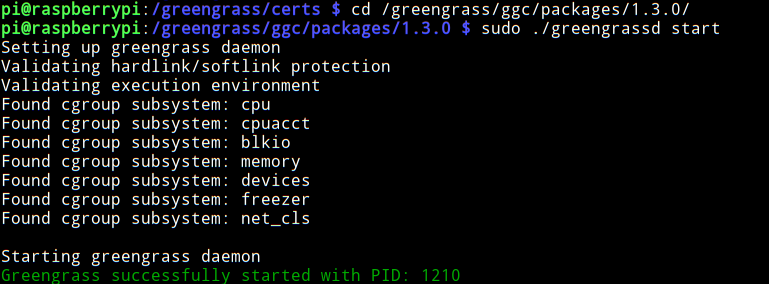 pi@raspberrypi:/greengrass/certs $ cd /greengrass/ggc/packages/1.3.0/
pi@raspberrypi:/greengrass/ggc/packages/1.3.0 $ sudo ./greengrassd start
Setting up greengrass daemon
Validating hardlink/softlink protection
Validating execution environment
Found cgroup subsystem: cpu
Found cgroup subsystem: cpuacct
Found cgroup subsystem: blkio
Found cgroup subsystem: memory
Found cgroup subsystem: devices
Found cgroup subsystem: freezer
Found cgroup subsystem: net_cls
Starting greengrass daemon
Greengrass successfully started with PID: 1210